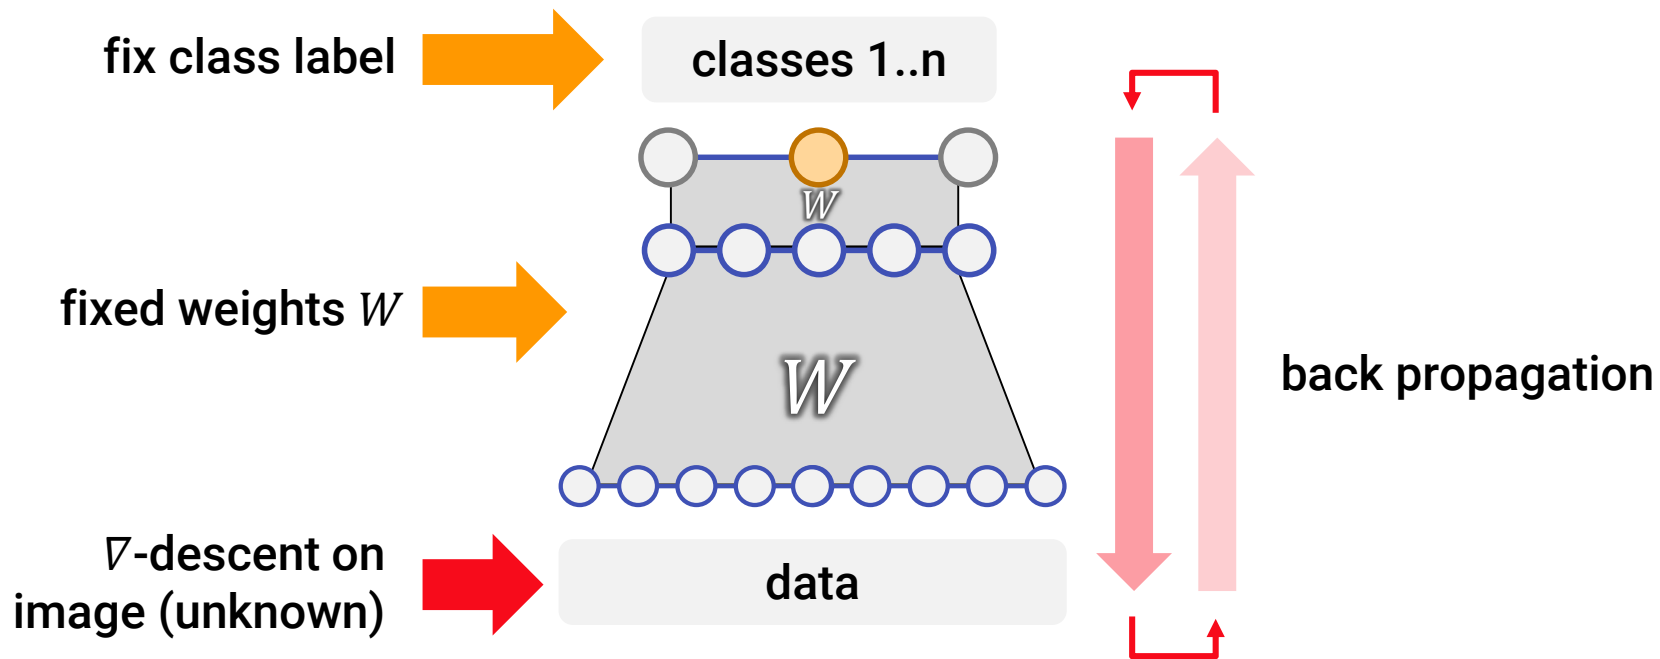 fix class label
classes 1..n
W
fixed weights W
W
back propagation
∇-descent on
image (unknown)
data